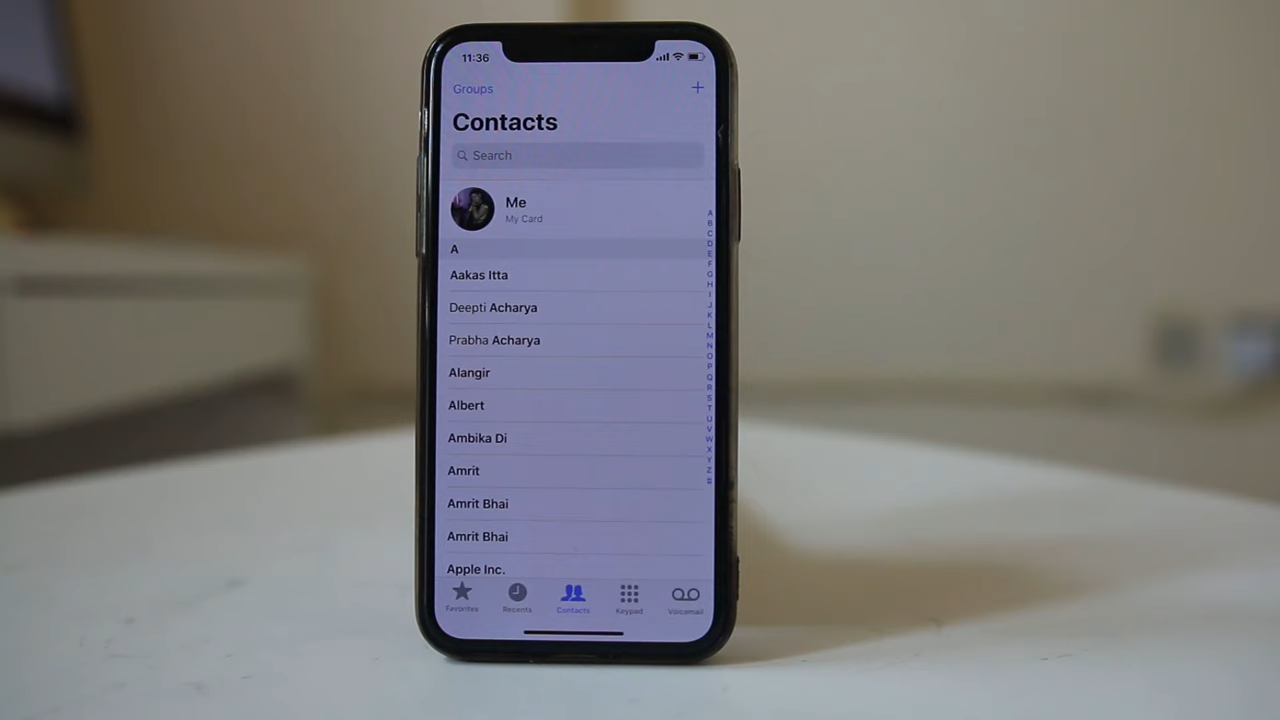 11:36
Groups
+
Contacts
Search
Me
My Card
A
Aakas Itta
Deepti Acharya
Prabha Acharya
Alangir
Albert
Ambika Di
Amrit
Amrit Bhai
Amrit Bhai
Apple Inc.
A
B
C
D
E
F
G
H
I
J
K
L
M
N
O
P
Q
R
S
T
U
V
W
X
Y
Z
Favorites
Recents
Contacts
Keypad
Voicemail